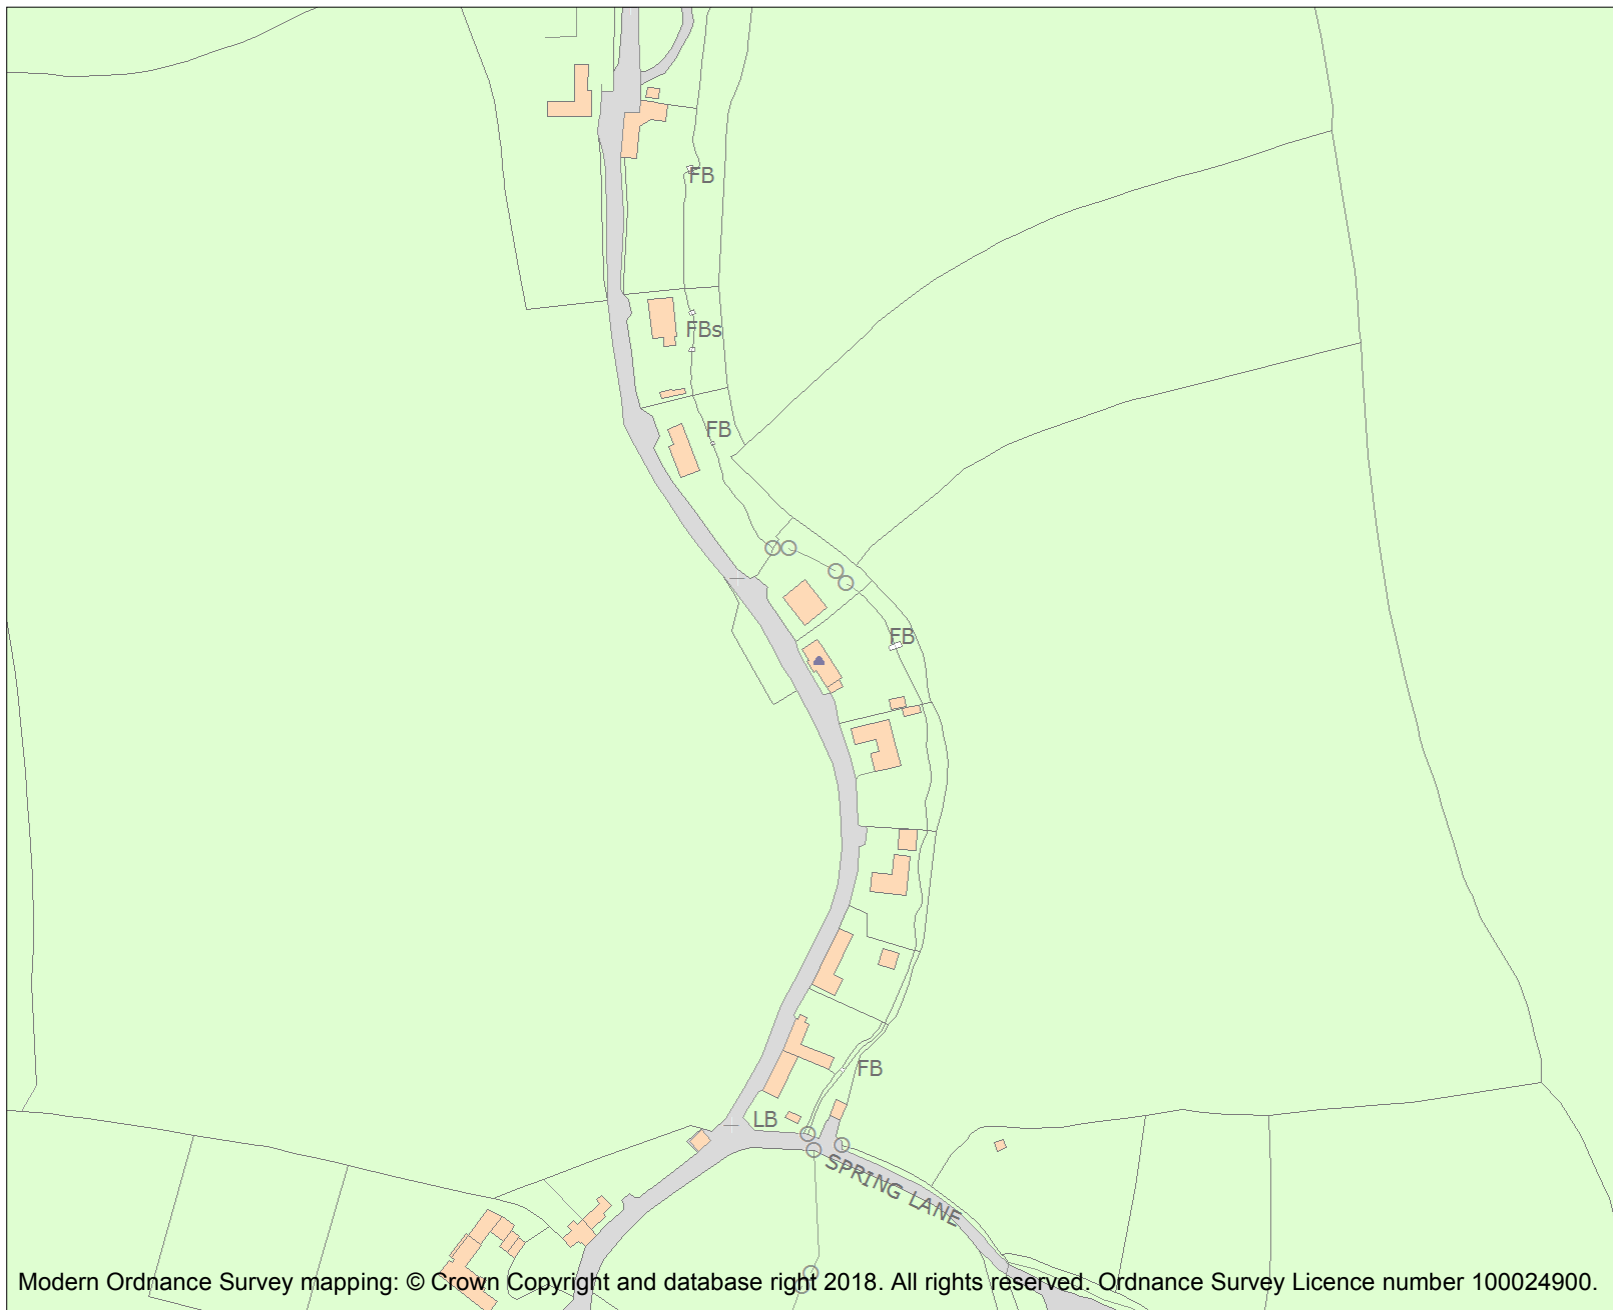 FB
FBs
FB
FB
FB
LB
SPRING LANE
Modern Ordnance Survey mapping: © Crown Copyright and database right 2018. All rights reserved. Ordnance Survey Licence number 100024900.